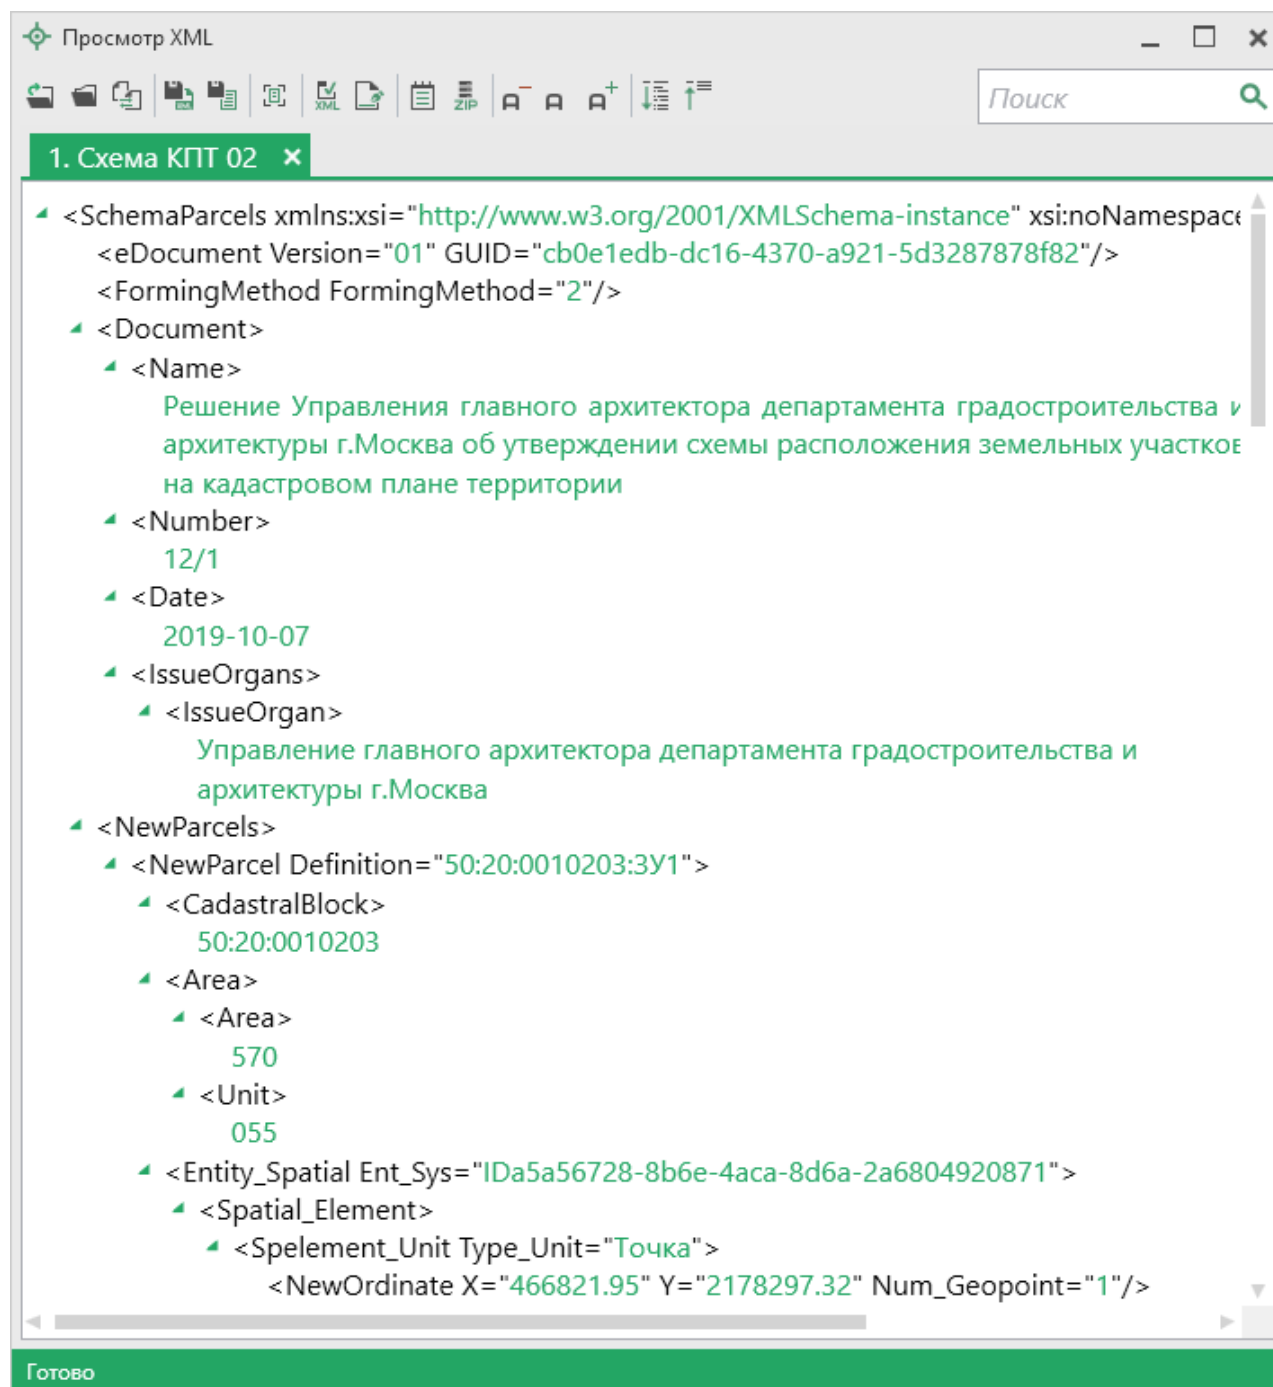 Просмотр XML
XML
ZIP
Поиск
1. Схема КПТ 02
<SchemaParcels xmlns:xsi="http://www.w3.org/2001/XMLSchema-instance" xsi:noNamespace
<eDocument Version="01" GUID="cb0e1edb-dc16-4370-a921-5d3287878f82"/>
<FormingMethod FormingMethod="2"/>
<Document>
<Name>
Решение Управления главного архитектора департамента градостроительства и
архитектуры г.Москва об утверждении схемы расположения земельных участков
на кадастровом плане территории
<Number>
12/1
<Date>
2019-10-07
<IssueOrgans>
<IssueOrgan>
Управление главного архитектора департамента градостроительства и
архитектуры г.Москва
<NewParcels>
<NewParcel Definition="50:20:0010203:ЗУ1">
<CadastralBlock>
50:20:0010203
<Area>
<Area>
570
<Unit>
055
<Entity_Spatial Ent_Sys="IDa5a56728-8b6e-4aca-8d6a-2a6804920871">
<Spatial_Element>
<Spelement_Unit Type_Unit="Точка">
<NewOrdinate X="466821.95" Y="2178297.32" Num_Geopoint="1"/>
Готово